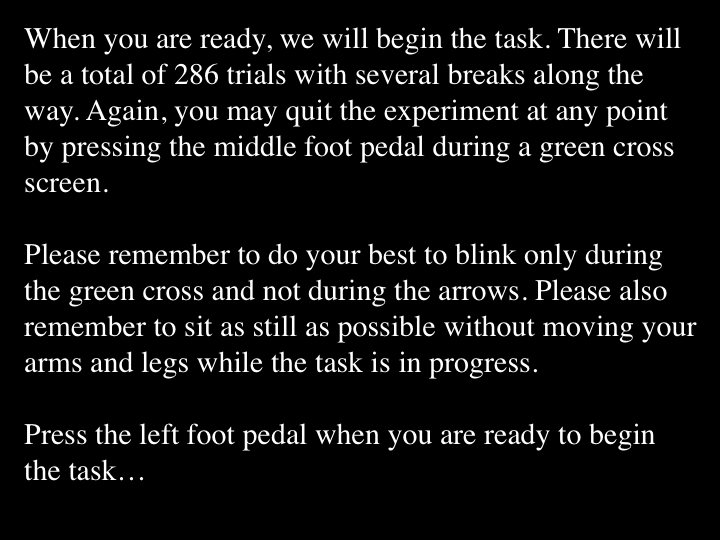 When you are ready, we will begin the task. There will
be a total of 286 trials with several breaks along the
way. Again, you may quit the experiment at any point
by pressing the middle foot pedal during a green cross
screen.
Please remember to do your best to blink only during
the green cross and not during the arrows. Please also
remember to sit as still as possible without moving your
arms and legs while the task is in progress.
Press the left foot pedal when you are ready to begin
the task…